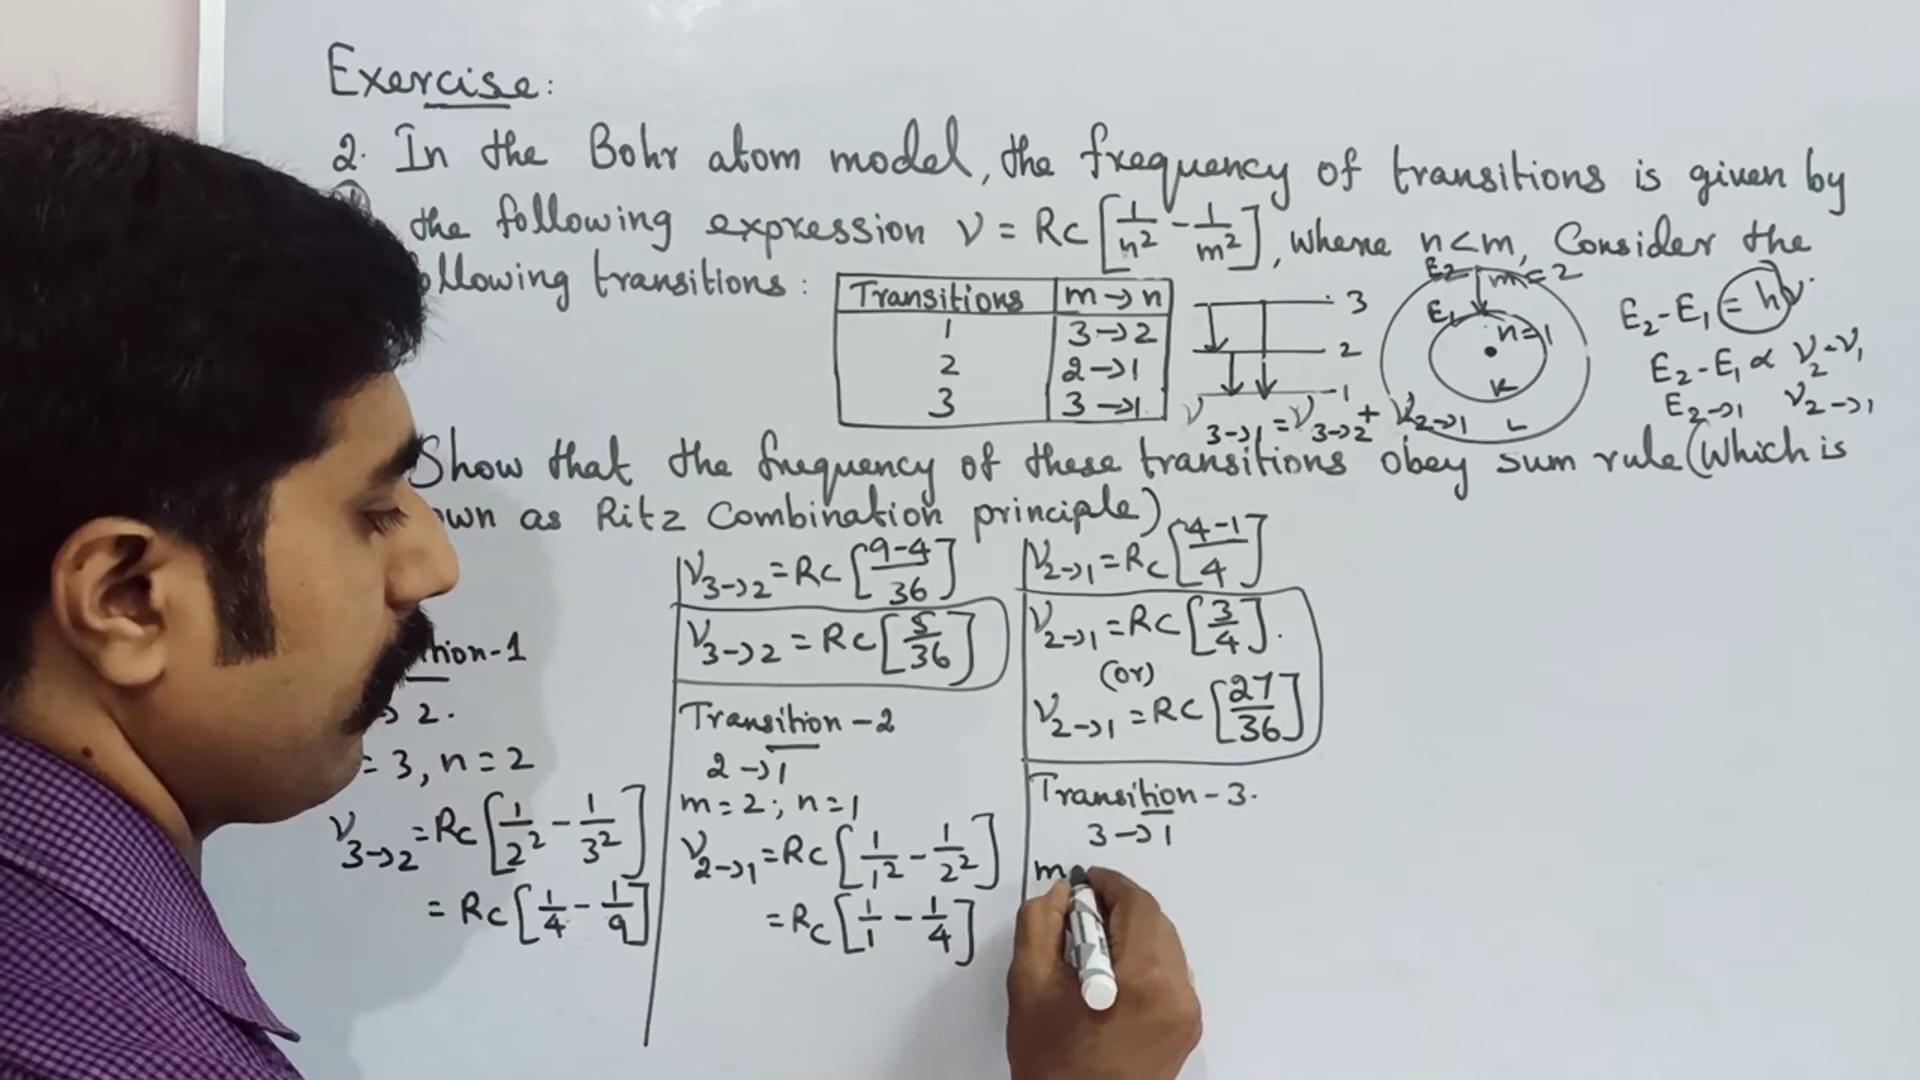 Exercise:
2. In the Bohr atom model, the frequency of transitions is given by
the following expression ν = Rc [1/n² - 1/m²], where n<m, Consider the
ollowing transitions:
Transitions | m→n
1 | 3→2
2 | 2→1
3 | 3→1
3
2
1
ν3→1 = ν3→2 + ν2→1
E2 m=2
E1 n=1
K
L
E2-E1 = hν.
E2-E1 ∝ ν2-ν1
E2→1 ν2→1
Show that the frequency of these transitions obey sum rule (Which is
own as Ritz Combination principle)
tion-1
→ 2.
= 3, n=2
ν3→2 = Rc [1/2² - 1/3²]
= Rc [1/4 - 1/9]
ν3→2 = Rc [9-4/36]
ν3→2 = Rc [5/36]
Transition-2
2→1
m=2; n=1
ν2→1 = Rc [1/1² - 1/2²]
= Rc [1/1 - 1/4]
ν2→1 = Rc [4-1/4]
ν2→1 = Rc [3/4].
(or)
ν2→1 = Rc [27/36]
Transition-3.
3→1
m